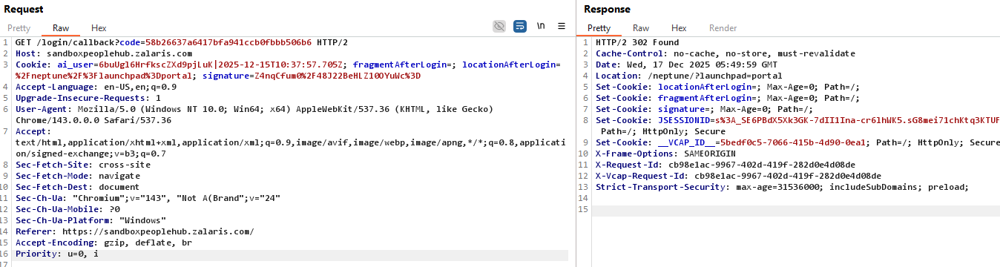 Request
Pretty Raw Hex
\n
1 GET /login/callback?code=58b26637a6417bfa941ccb0fbbb506b6 HTTP/2
2 Host: sandboxpeoplehub.zalaris.com
3 Cookie: ai_user=6buUgl6HrfkscZXd9pjLuK|2025-12-15T10:37:57.705Z; fragmentAfterLogin=; locationAfterLogin=
%2Fneptune%2F%3Flaunchpad%3Dportal; signature=Z4nqCfum0%2F48J22BeHLZ10OYuWc%3D
4 Accept-Language: en-US,en;q=0.9
5 Upgrade-Insecure-Requests: 1
6 User-Agent: Mozilla/5.0 (Windows NT 10.0; Win64; x64) AppleWebKit/537.36 (KHTML, like Gecko)
Chrome/143.0.0.0 Safari/537.36
7 Accept:
text/html,application/xhtml+xml,application/xml;q=0.9,image/avif,image/webp,image/apng,*/*;q=0.8,applicati
on/signed-exchange;v=b3;q=0.7
8 Sec-Fetch-Site: cross-site
9 Sec-Fetch-Mode: navigate
10 Sec-Fetch-Dest: document
11 Sec-Ch-Ua: "Chromium";v="143", "Not A(Brand";v="24"
12 Sec-Ch-Ua-Mobile: ?0
13 Sec-Ch-Ua-Platform: "Windows"
14 Referer: https://sandboxpeoplehub.zalaris.com/
15 Accept-Encoding: gzip, deflate, br
16 Priority: u=0, i
17
Response
Pretty Raw Hex Render
1 HTTP/2 302 Found
2 Cache-Control: no-cache, no-store, must-revalidate
3 Date: Wed, 17 Dec 2025 05:49:59 GMT
4 Location: /neptune/?launchpad=portal
5 Set-Cookie: locationAfterLogin=; Max-Age=0; Path=/;
6 Set-Cookie: fragmentAfterLogin=; Max-Age=0; Path=/;
7 Set-Cookie: signature=; Max-Age=0; Path=/;
8 Set-Cookie: JSESSIONID=s%3A_SE6PBdX5Xk3GK-7dII1Ina-cr6lhWK5.sG8mei71chKtq3KTUF
Path=/; HttpOnly; Secure
9 Set-Cookie: __VCAP_ID__=5bedf0c5-7066-415b-4d90-0ea1; Path=/; HttpOnly; Secure
10 X-Frame-Options: SAMEORIGIN
11 X-Request-Id: cb98e1ac-9967-402d-419f-282d0e4d08de
12 X-Vcap-Request-Id: cb98e1ac-9967-402d-419f-282d0e4d08de
13 Strict-Transport-Security: max-age=31536000; includeSubDomains; preload;
14
15